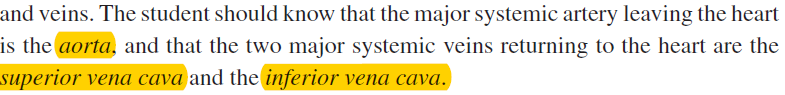 and veins. The student should know that the major systemic artery leaving the heart
is the aorta, and that the two major systemic veins returning to the heart are the
superior vena cava and the inferior vena cava.